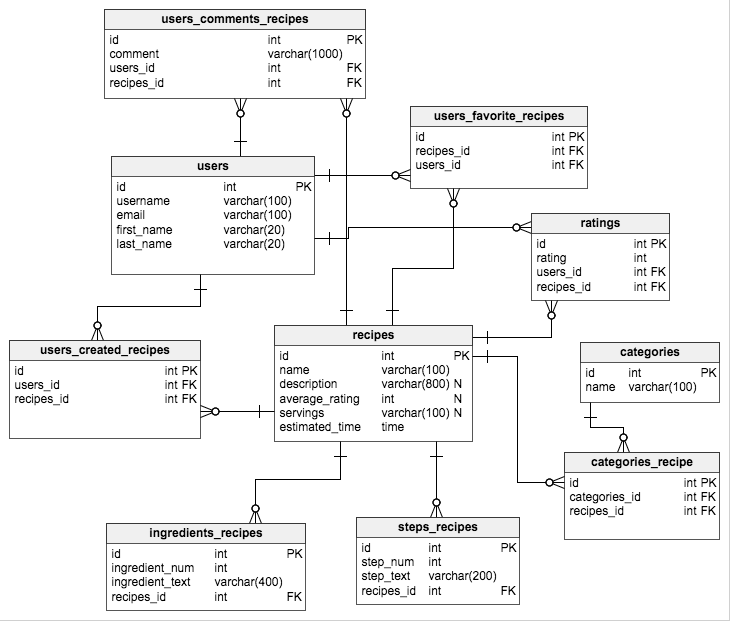 users_comments_recipes
id int PK
comment varchar(1000)
users_id int FK
recipes_id int FK
users_favorite_recipes
id int PK
recipes_id int FK
users_id int FK
users
id int PK
username varchar(100)
email varchar(100)
first_name varchar(20)
last_name varchar(20)
ratings
id int PK
rating int
users_id int FK
recipes_id int FK
recipes
id int PK
name varchar(100)
description varchar(800) N
average_rating int N
servings varchar(100) N
estimated_time time
users_created_recipes
id int PK
users_id int FK
recipes_id int FK
categories
id int PK
name varchar(100)
categories_recipe
id int PK
categories_id int FK
recipes_id int FK
ingredients_recipes
id int PK
ingredient_num int
ingredient_text varchar(400)
recipes_id int FK
steps_recipes
id int PK
step_num int
step_text varchar(200)
recipes_id int FK